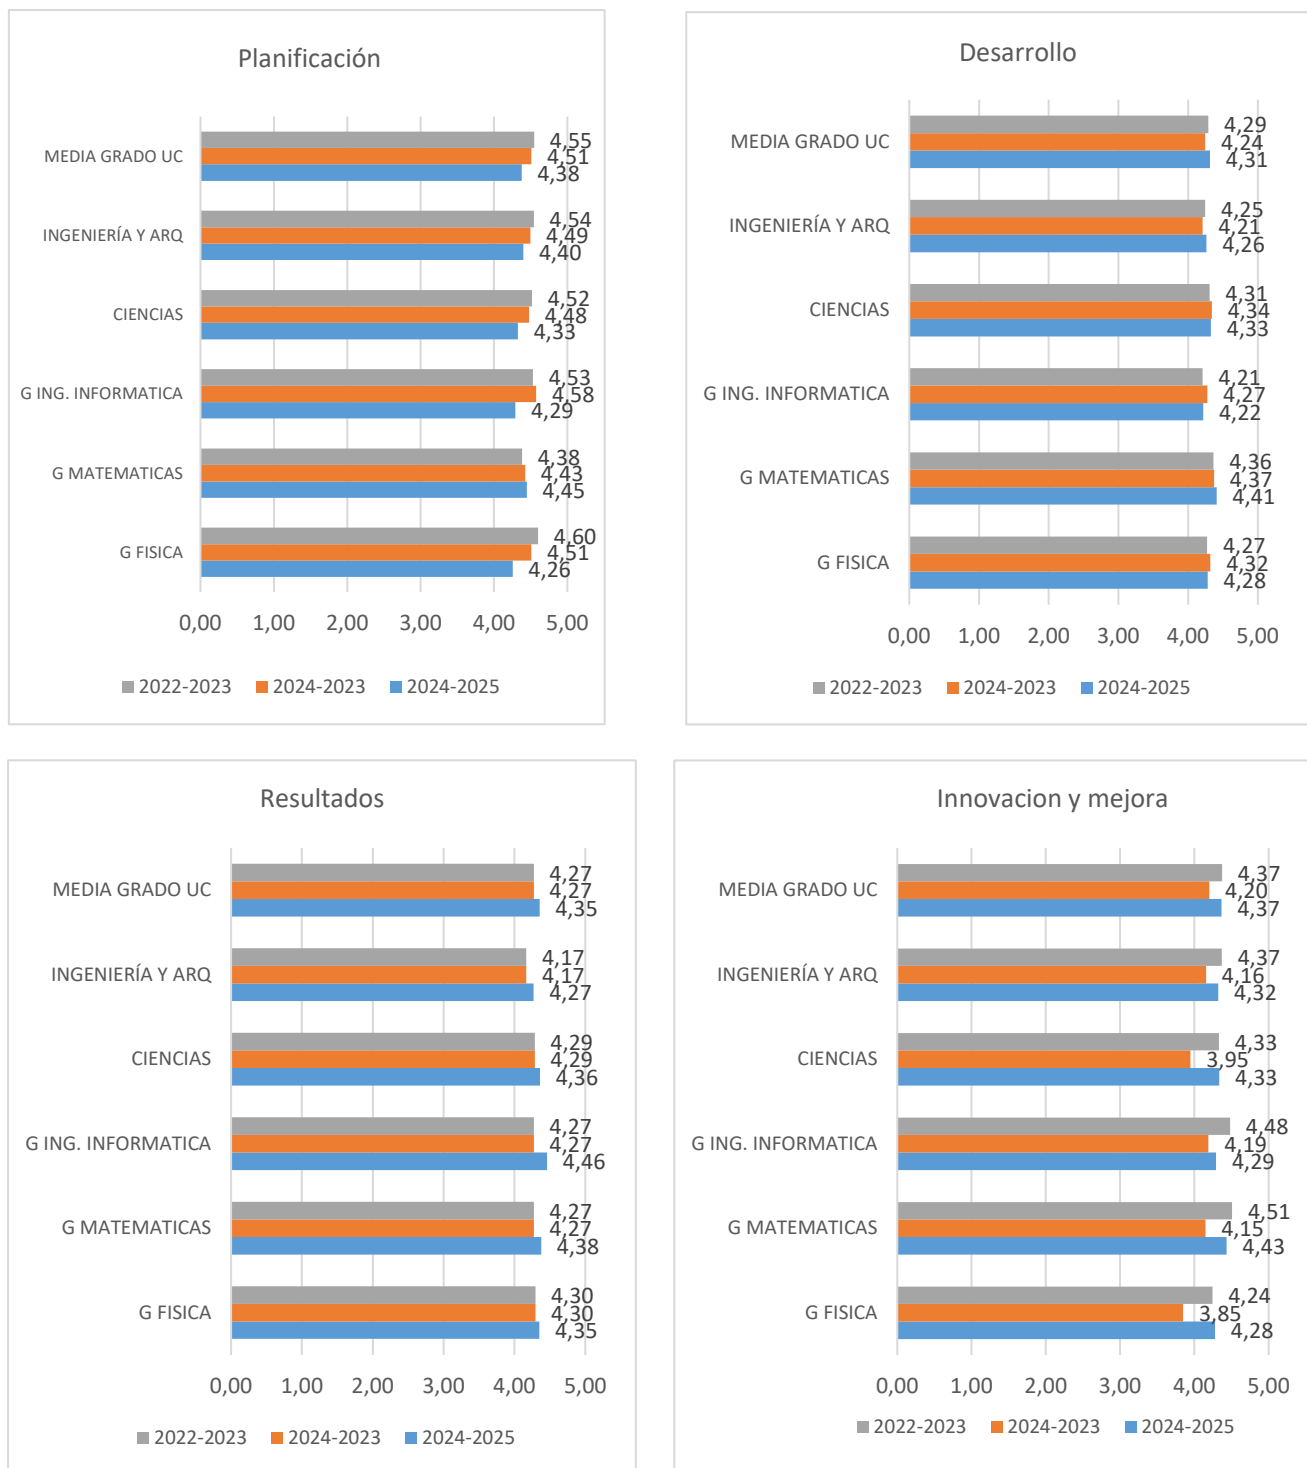 Planificación
MEDIA GRADO UC
4,55
4,51
4,38
INGENIERÍA Y ARQ
4,54
4,49
4,40
CIENCIAS
4,52
4,48
4,33
G ING. INFORMATICA
4,53
4,58
4,29
G MATEMATICAS
4,38
4,43
4,45
G FISICA
4,60
4,51
4,26
0,00 1,00 2,00 3,00 4,00 5,00
2022-2023 2024-2023 2024-2025
Desarrollo
MEDIA GRADO UC
4,29
4,24
4,31
INGENIERÍA Y ARQ
4,25
4,21
4,26
CIENCIAS
4,31
4,34
4,33
G ING. INFORMATICA
4,21
4,27
4,22
G MATEMATICAS
4,36
4,37
4,41
G FISICA
4,27
4,32
4,28
0,00 1,00 2,00 3,00 4,00 5,00
2022-2023 2024-2023 2024-2025
Resultados
MEDIA GRADO UC
4,27
4,27
4,35
INGENIERÍA Y ARQ
4,17
4,17
4,27
CIENCIAS
4,29
4,29
4,36
G ING. INFORMATICA
4,27
4,27
4,46
G MATEMATICAS
4,27
4,27
4,38
G FISICA
4,30
4,30
4,35
0,00 1,00 2,00 3,00 4,00 5,00
2022-2023 2024-2023 2024-2025
Innovacion y mejora
MEDIA GRADO UC
4,37
4,20
4,37
INGENIERÍA Y ARQ
4,37
4,16
4,32
CIENCIAS
4,33
3,95
4,33
G ING. INFORMATICA
4,48
4,19
4,29
G MATEMATICAS
4,51
4,15
4,43
G FISICA
4,24
3,85
4,28
0,00 1,00 2,00 3,00 4,00 5,00
2022-2023 2024-2023 2024-2025